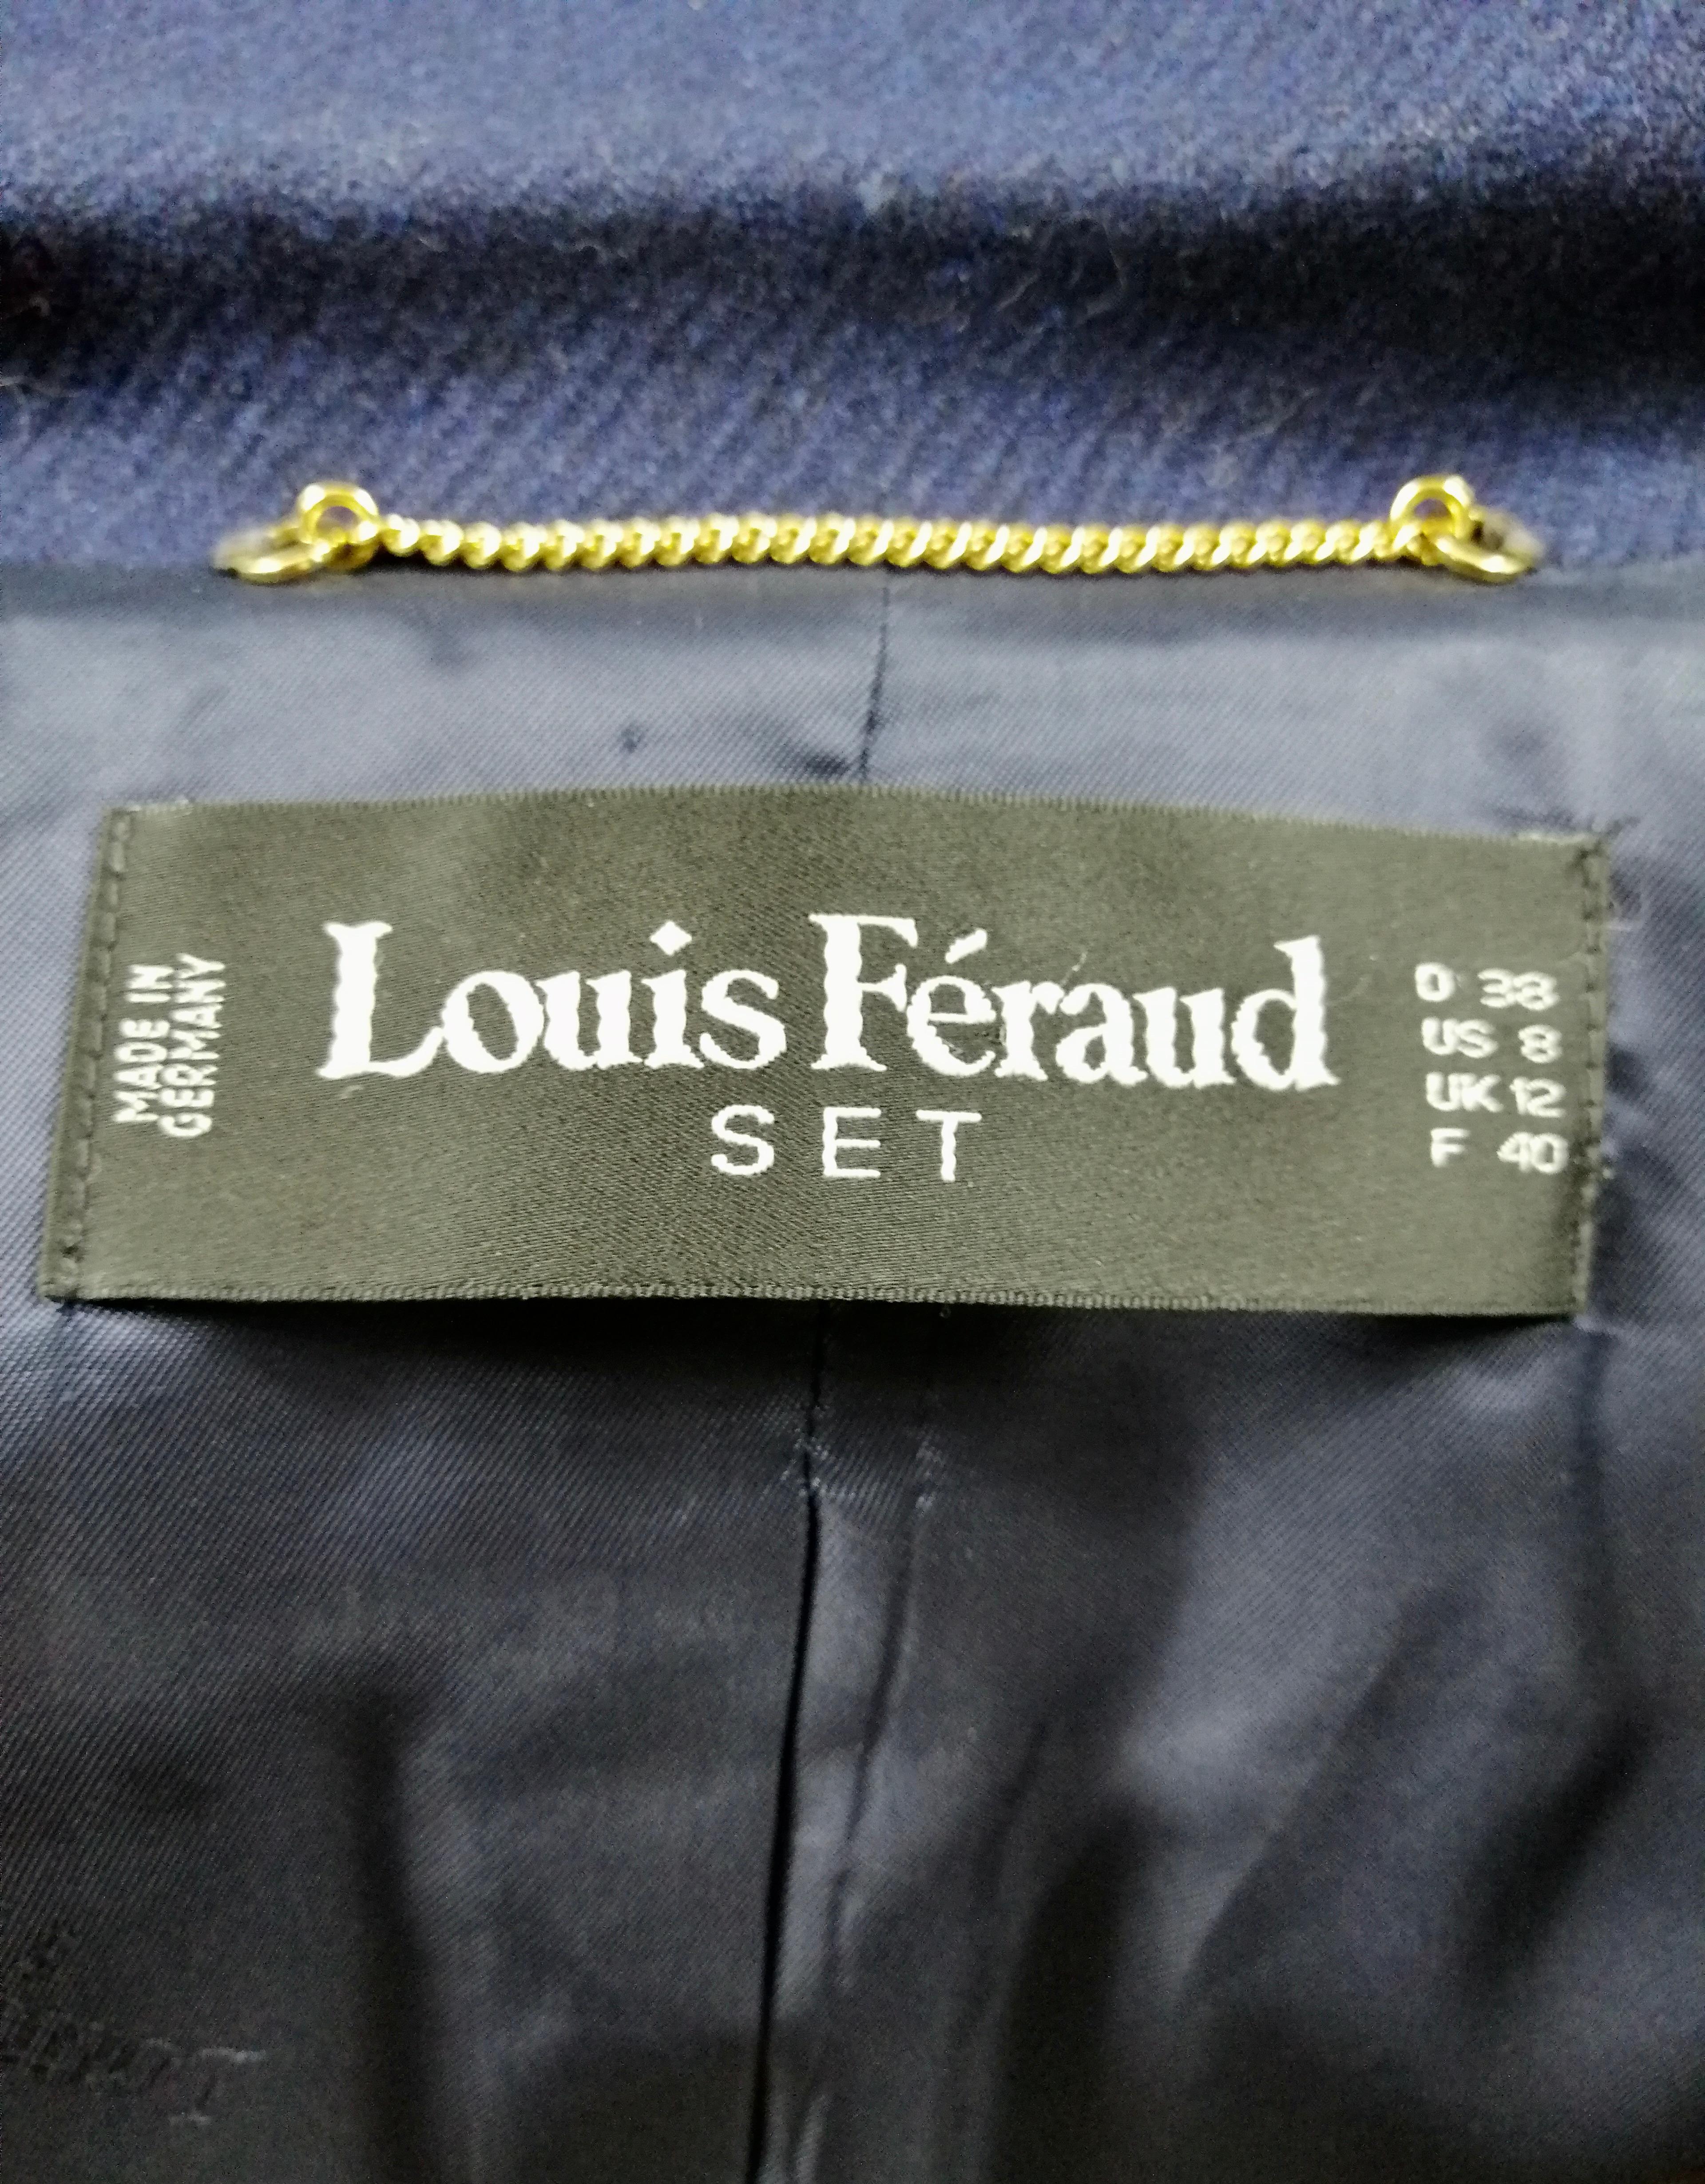 MADE IN
GERMANY
Louis Féraud
SET
D 38
US 8
UK 12
F 40